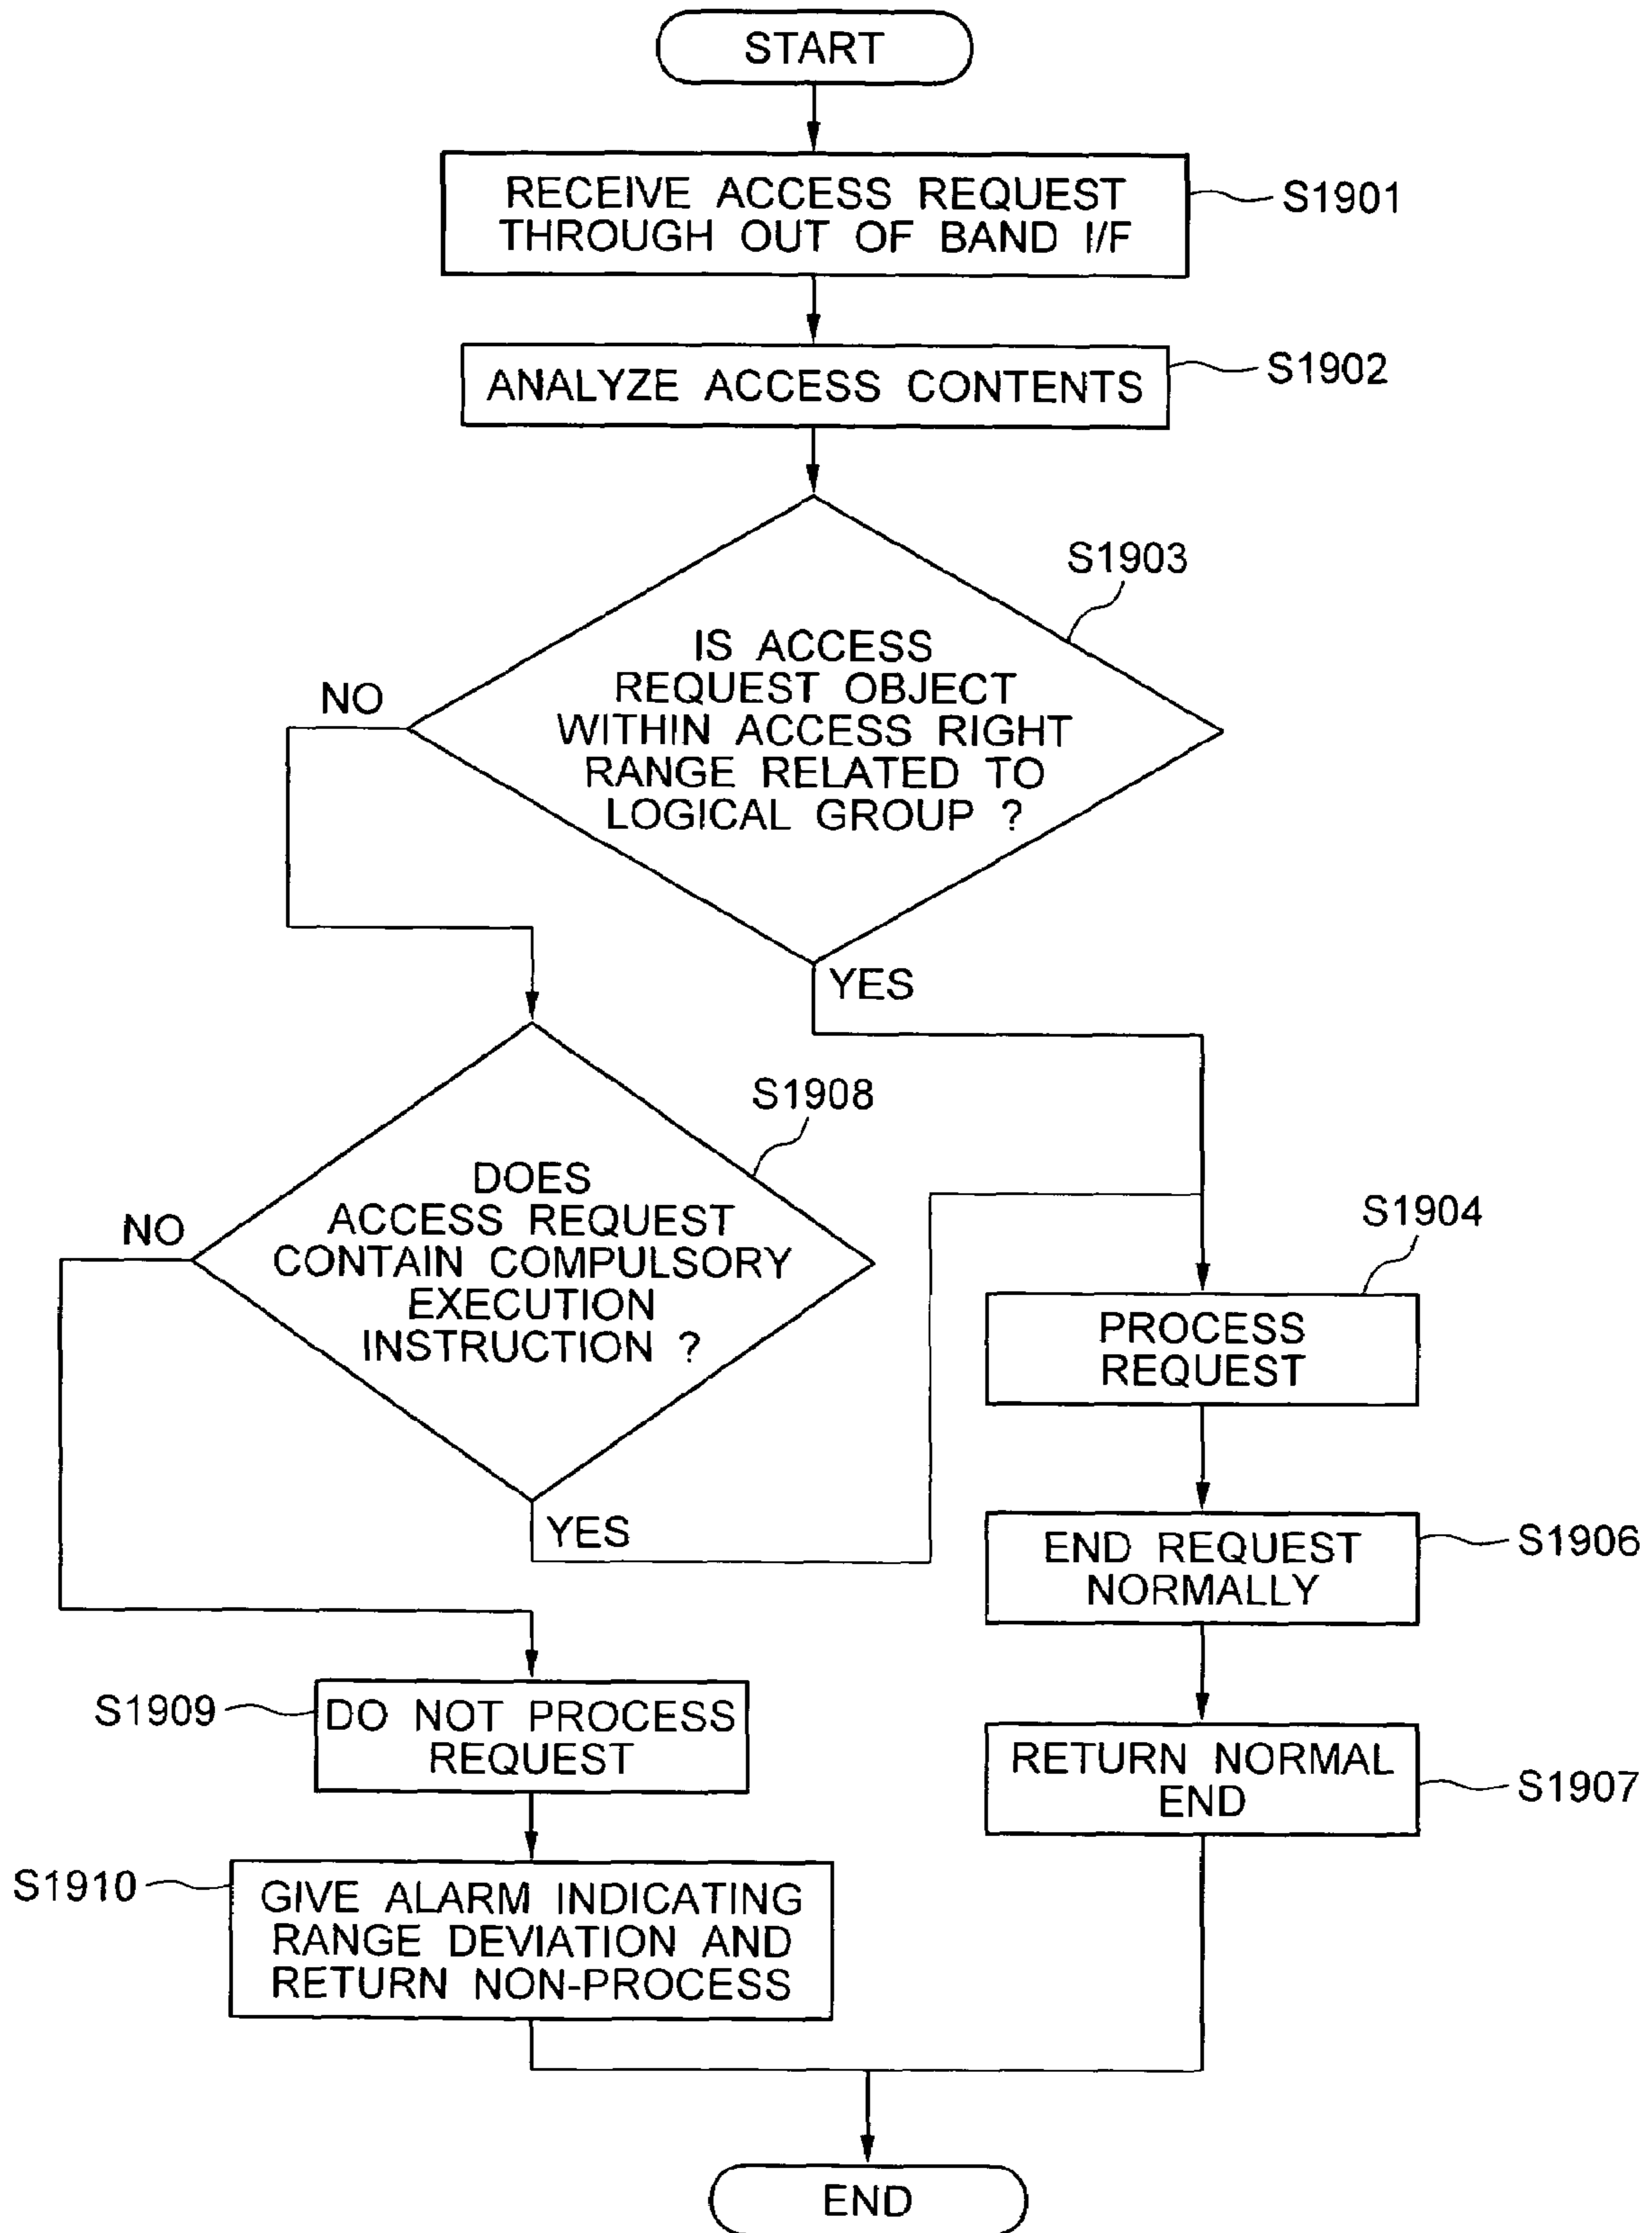 START
RECEIVE ACCESS REQUEST
THROUGH OUT OF BAND I/F
S1901
ANALYZE ACCESS CONTENTS
S1902
S1903
IS ACCESS
REQUEST OBJECT
WITHIN ACCESS RIGHT
RANGE RELATED TO
LOGICAL GROUP ?
NO
YES
S1908
DOES
ACCESS REQUEST
CONTAIN COMPULSORY
EXECUTION
INSTRUCTION ?
NO
YES
S1904
PROCESS
REQUEST
END REQUEST
NORMALLY
S1906
S1909
DO NOT PROCESS
REQUEST
RETURN NORMAL
END
S1907
S1910
GIVE ALARM INDICATING
RANGE DEVIATION AND
RETURN NON-PROCESS
END